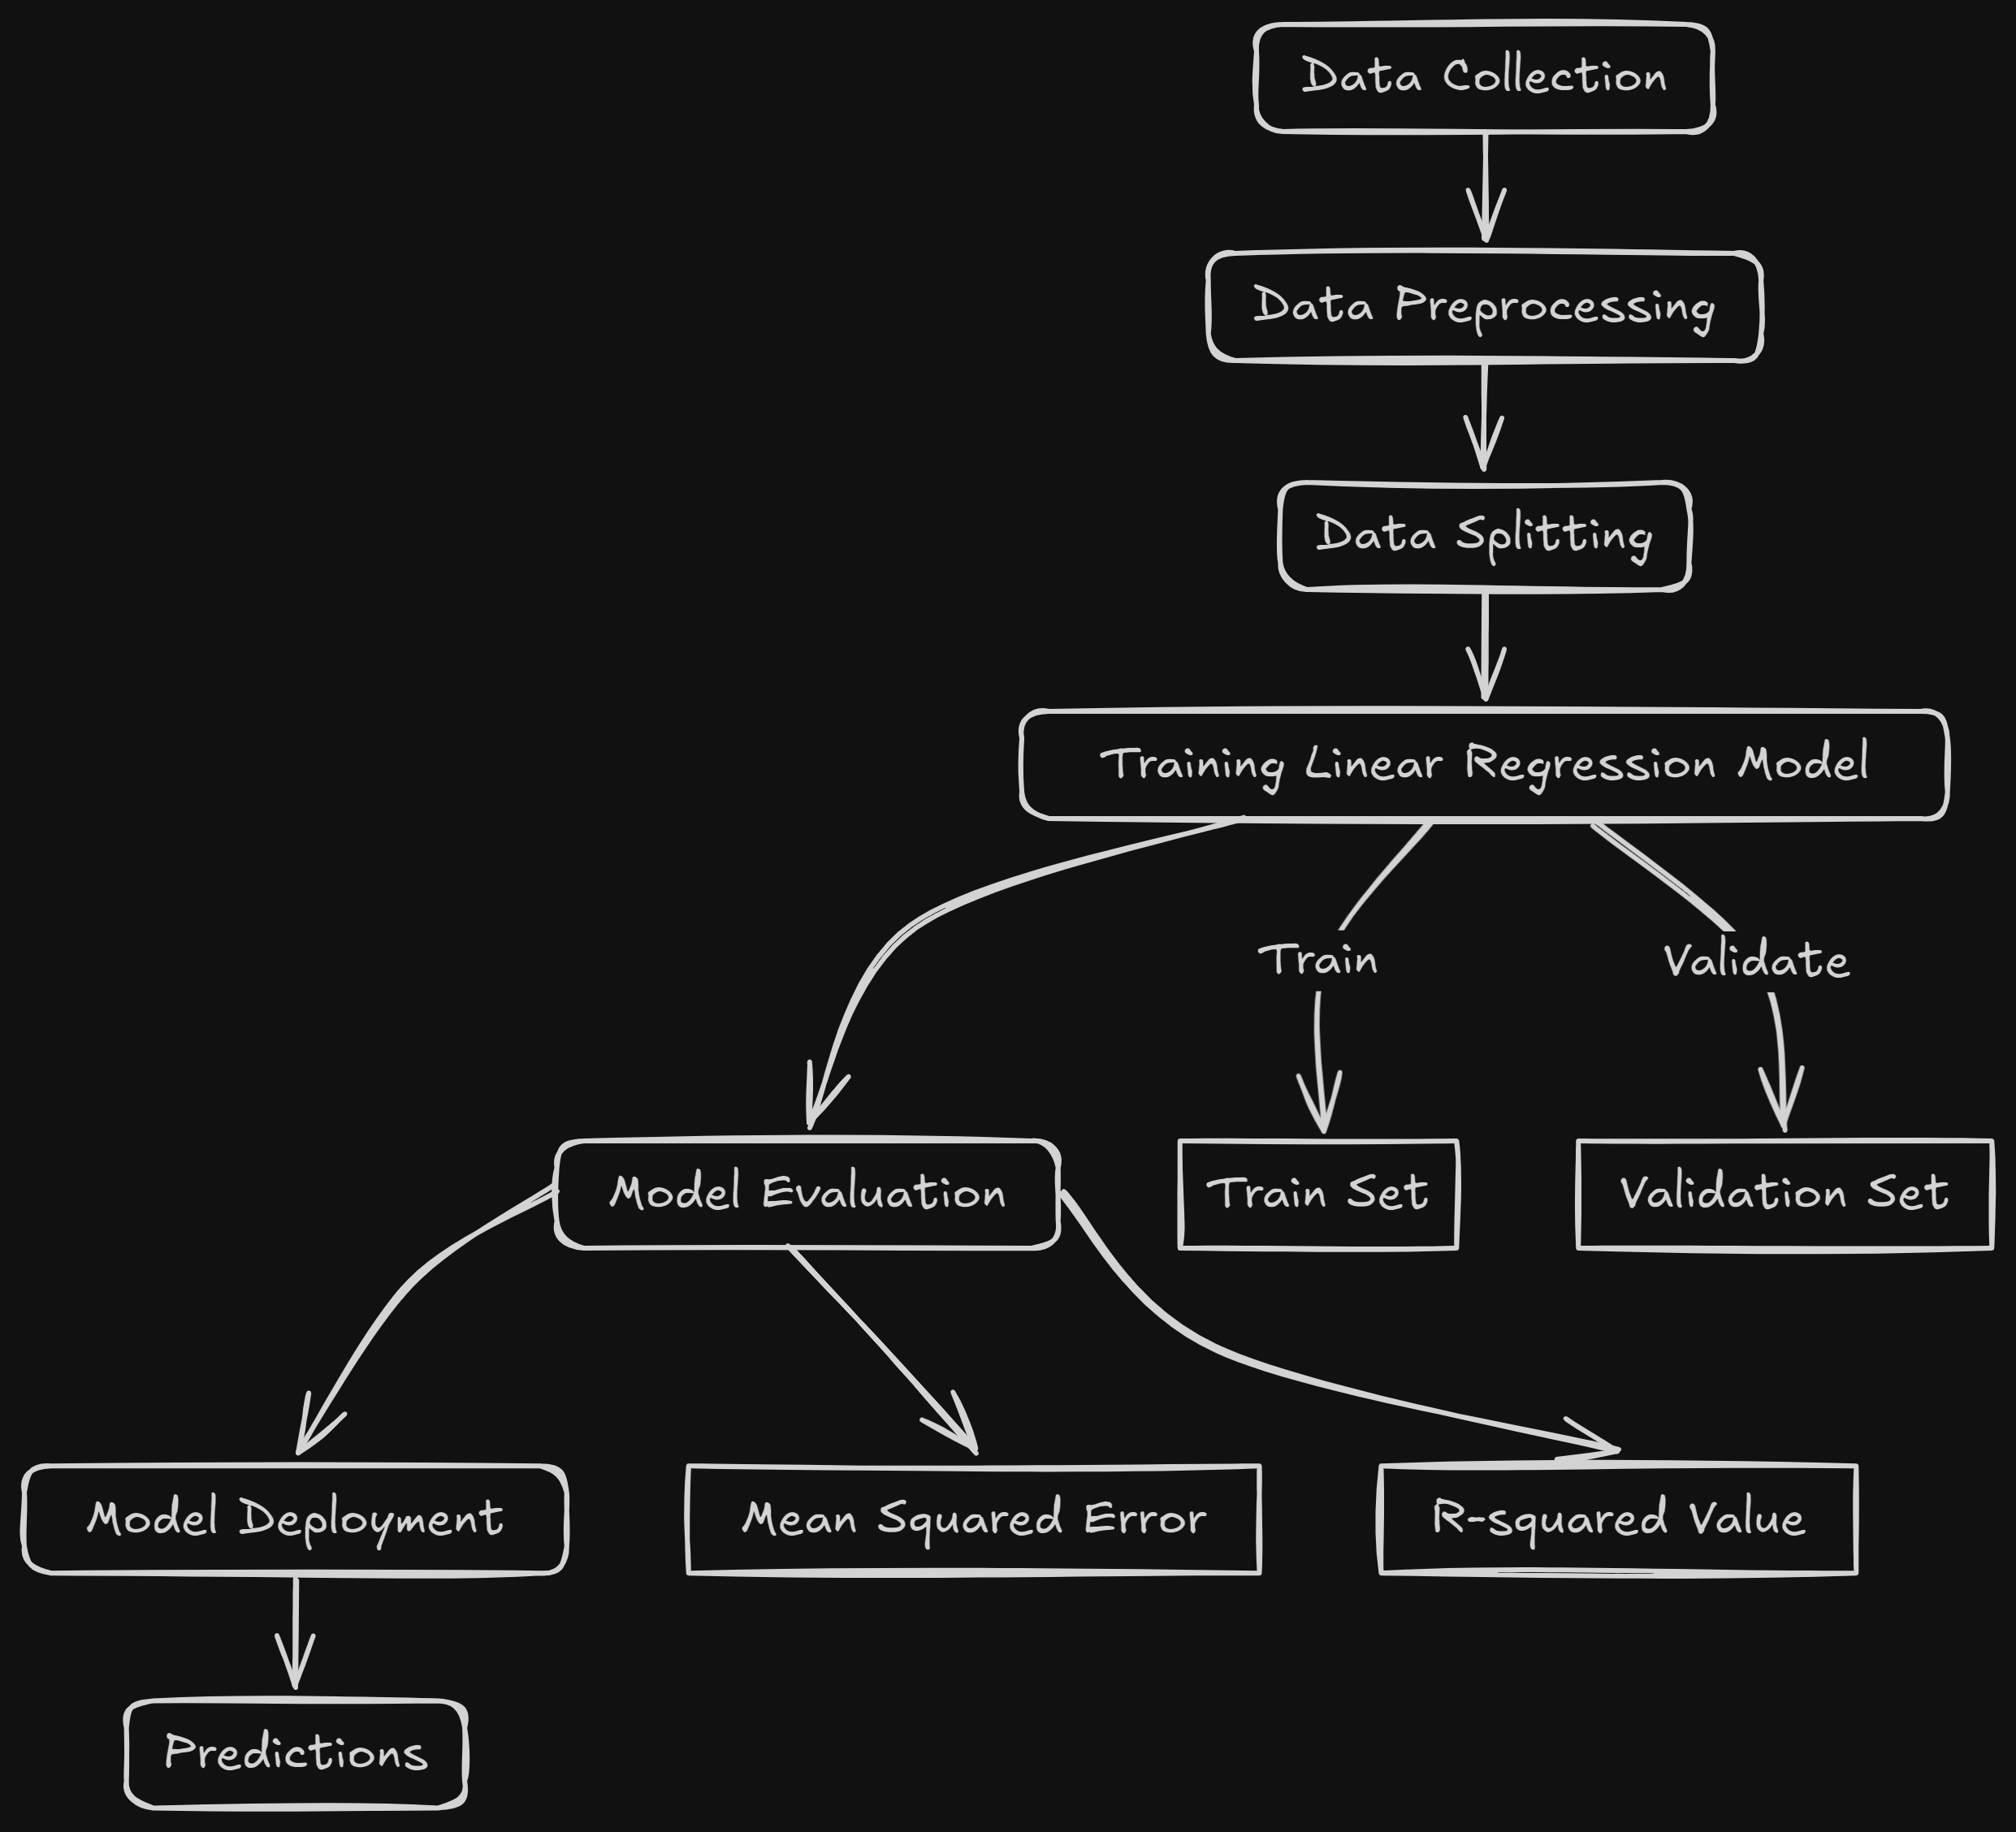 Data Collection
Data Preprocessing
Data Splitting
Training Linear Regression Model
Train
Validate
Model Evaluation
Train Set
Validation Set
Model Deployment
Mean Squared Error
R-squared Value
Predictions